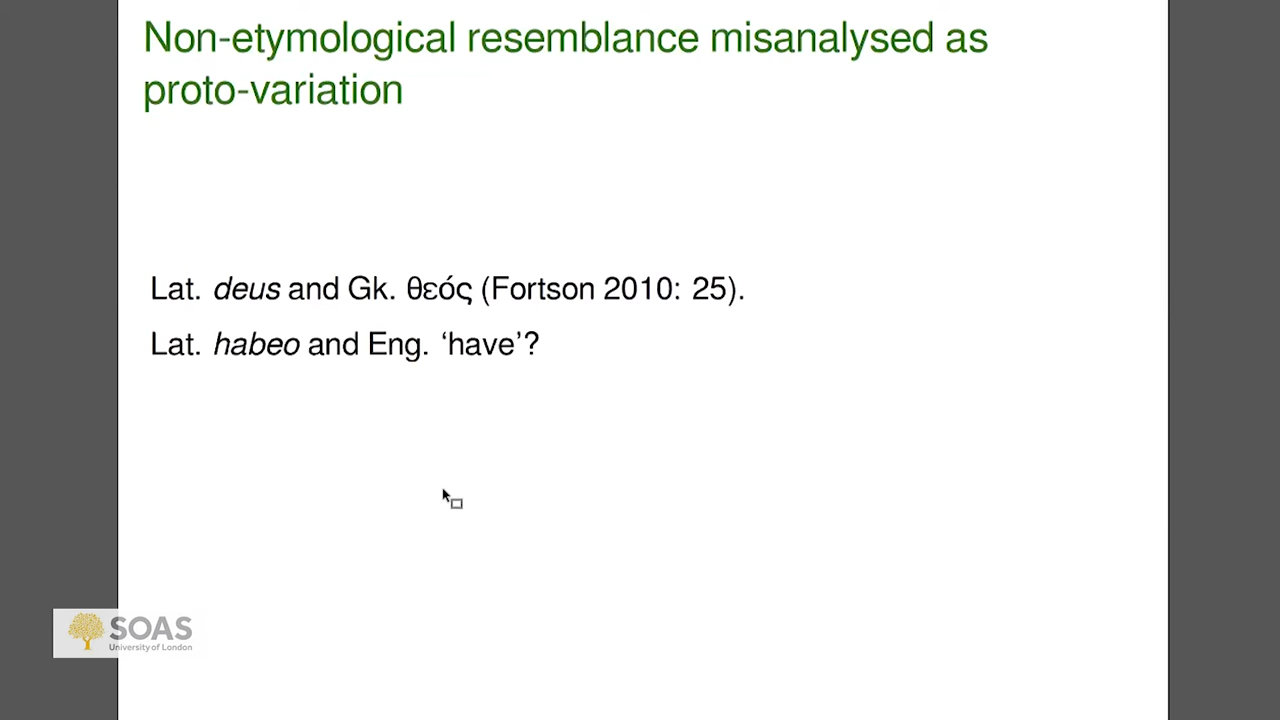 Non-etymological resemblance misanalysed as
proto-variation
Lat. deus and Gk. θεός (Fortson 2010: 25).
Lat. habeo and Eng. ‘have’?
SOAS
University of London